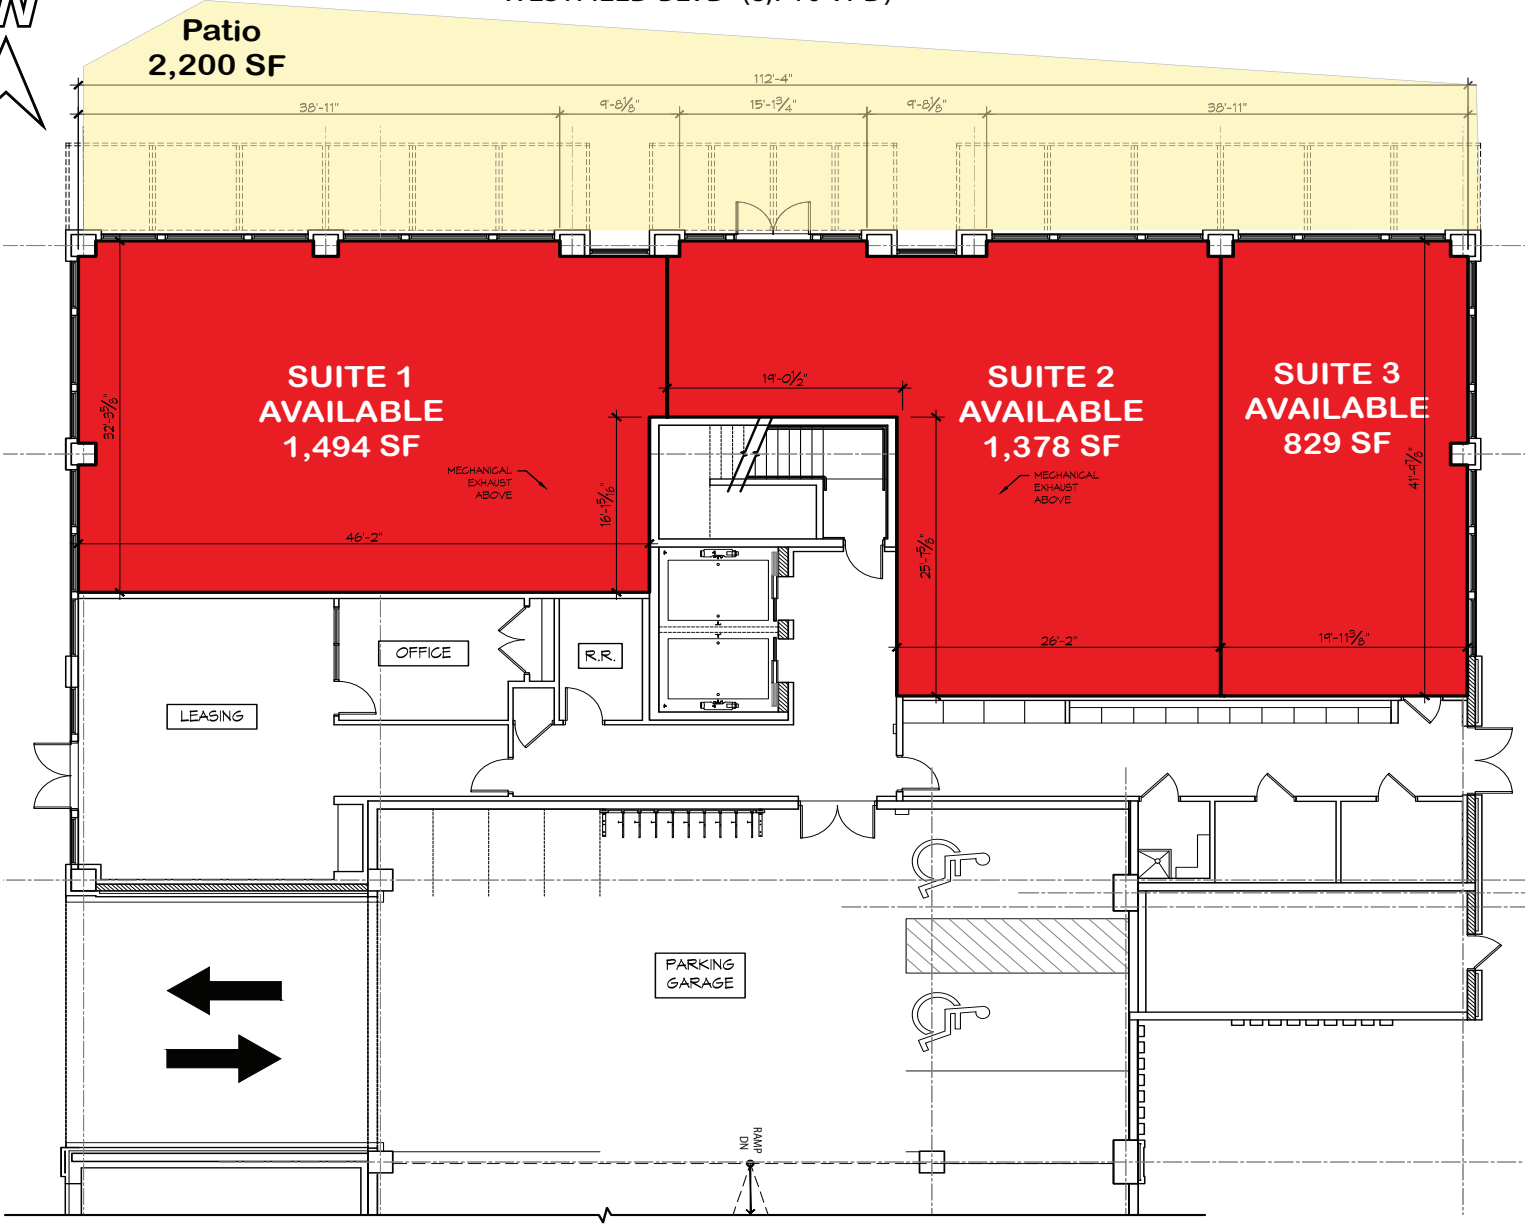 Patio
2,200 SF
112'-4"
38'-11"
9'-8⅛"
15'-1¾"
9'-8⅛"
38'-11"
SUITE 1
AVAILABLE
1,494 SF
SUITE 2
AVAILABLE
1,378 SF
SUITE 3
AVAILABLE
829 SF
19'-0½"
32'-3⅝"
41'-9⅞"
MECHANICAL
EXHAUST
ABOVE
MECHANICAL
EXHAUST
ABOVE
46'-2"
26'-2"
19'-11⅜"
OFFICE
R.R.
LEASING
PARKING
GARAGE
RAMP
DN